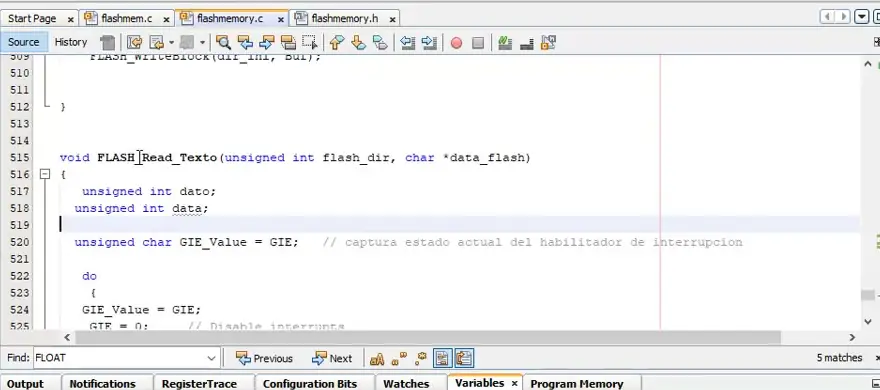 Start Page × flashmem.c × flashmemory.c × flashmemory.h ×
Source History
509 FLASH_WriteBlock(dir_ini, Buf);
510
511
512 }
513
514
515 void FLASH_Read_Texto(unsigned int flash_dir, char *data_flash)
516 {
517 unsigned int dato;
518 unsigned int data;
519
520 unsigned char GIE_Value = GIE; // captura estado actual del habilitador de interrupcion
521
522 do
523 {
524 GIE_Value = GIE;
525 GIE = 0; // Disable interrupts
Find: FLOAT Previous Next 5 matches
Output Notifications RegisterTrace Configuration Bits Watches Variables × Program Memory